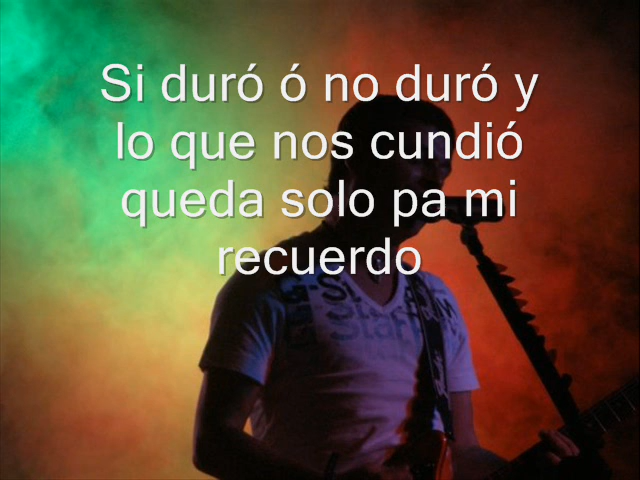 Si duró ó no duró y
lo que nos cundió
queda solo pa mi
recuerdo